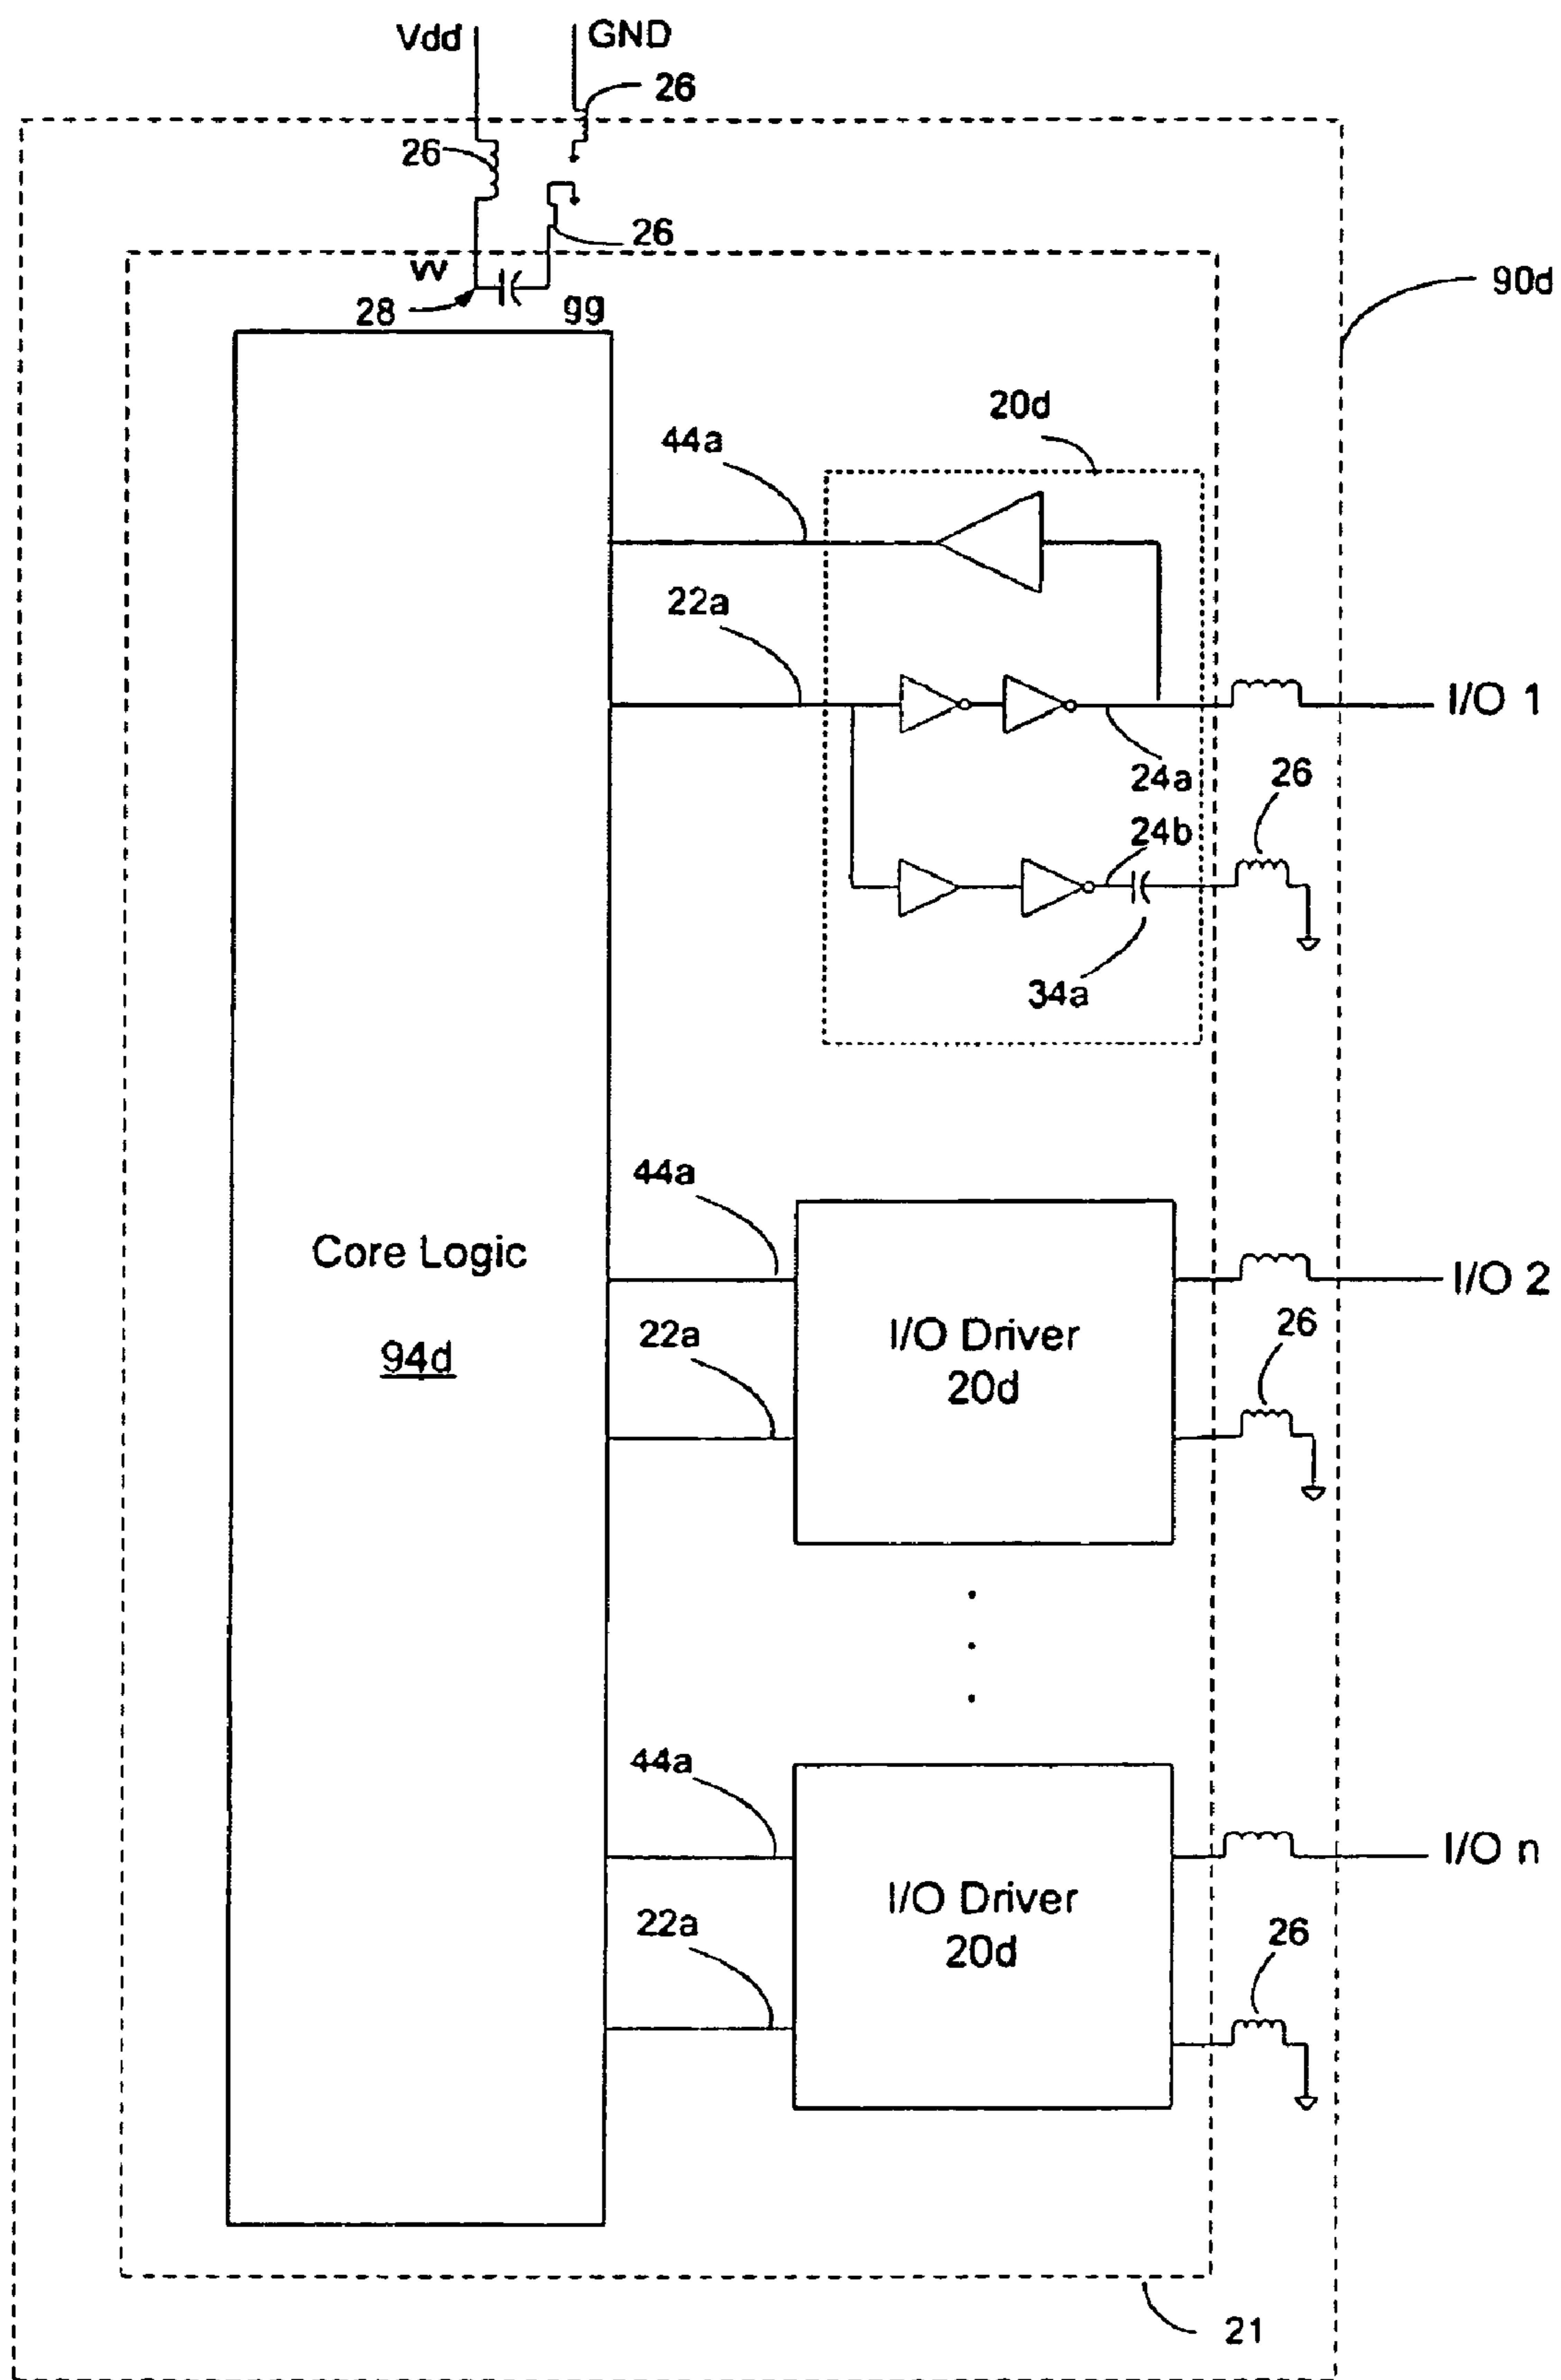 Vdd
GND
26
26
26
VV
28
99
90d
20d
44a
22a
I/O 1
24a
26
24b
34a
44a
Core Logic
94d
I/O 2
22a
I/O Driver
20d
26
44a
I/O n
I/O Driver
20d
22a
26
21